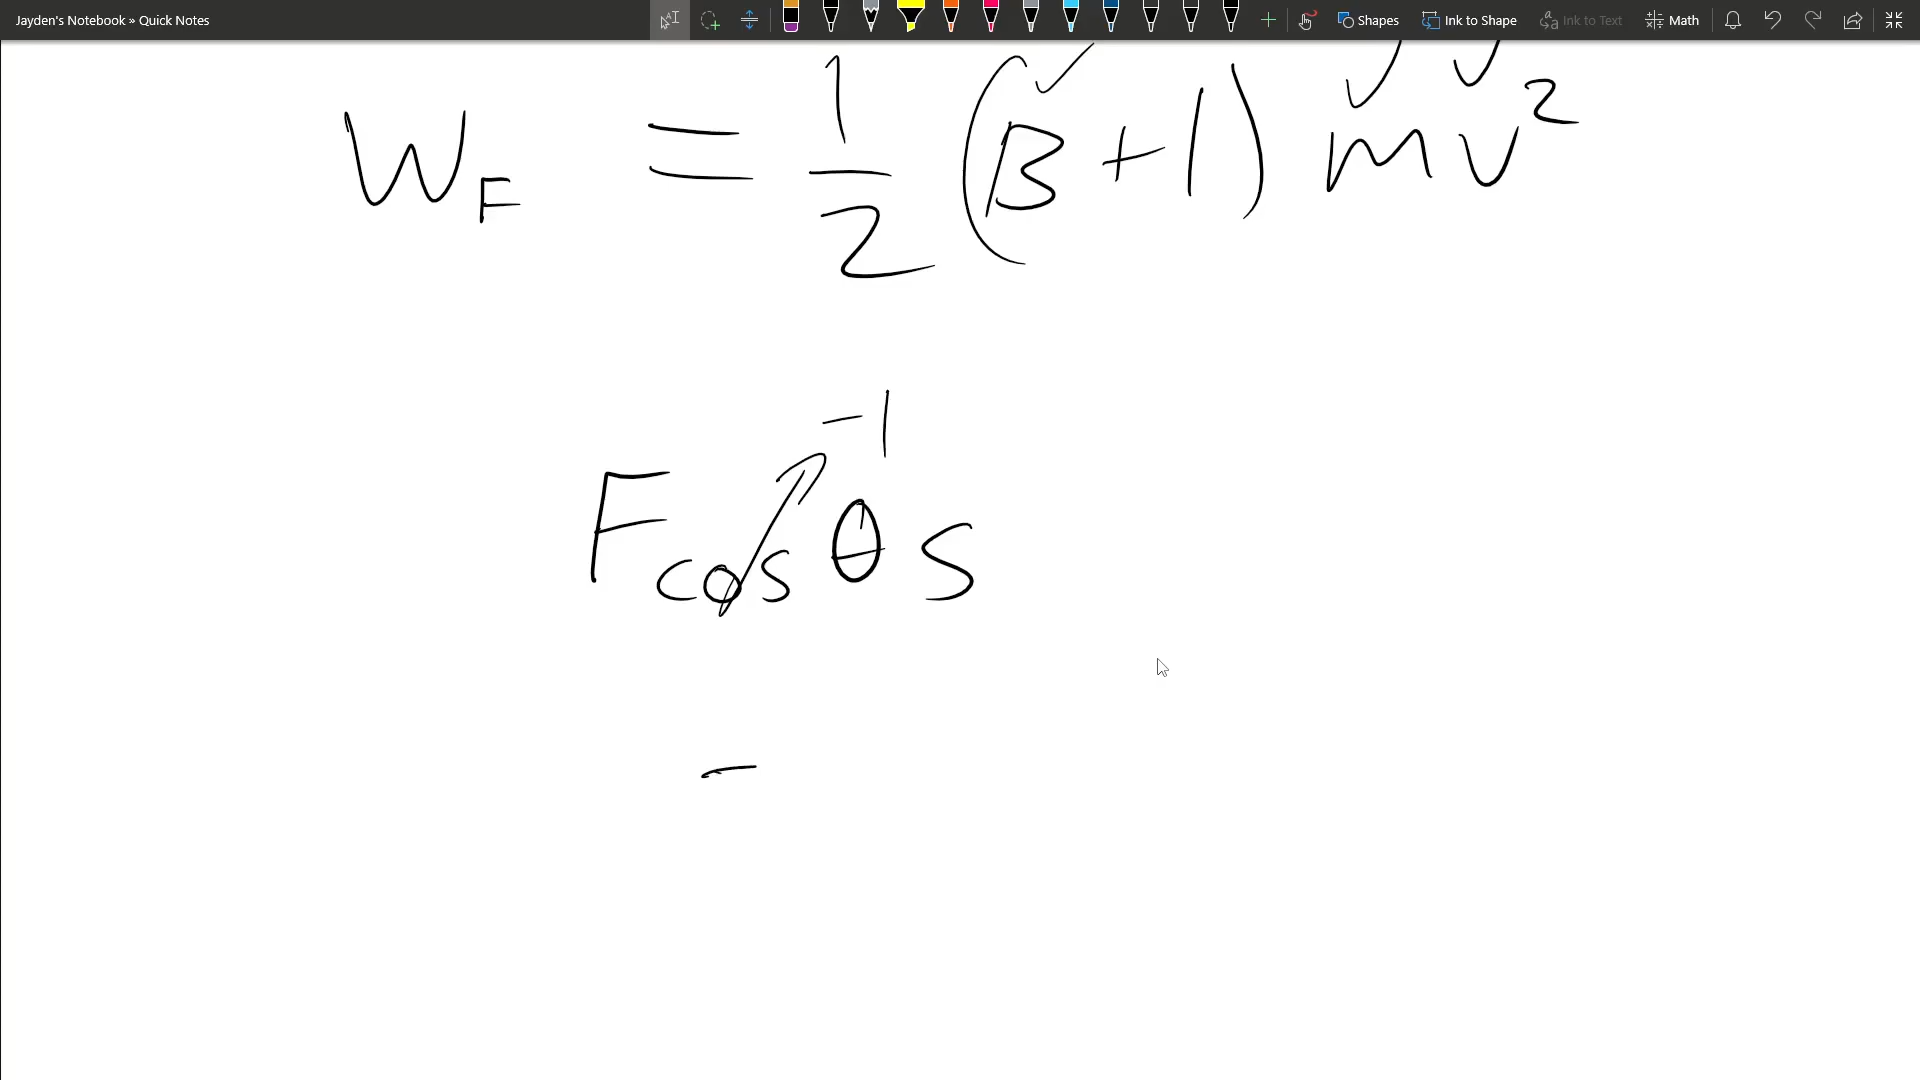 Jayden's Notebook » Quick Notes Shapes Ink to Shape Ink to Text Math
W_F = 1/2 (B + 1) m v^2
-1
F cos θ s
-